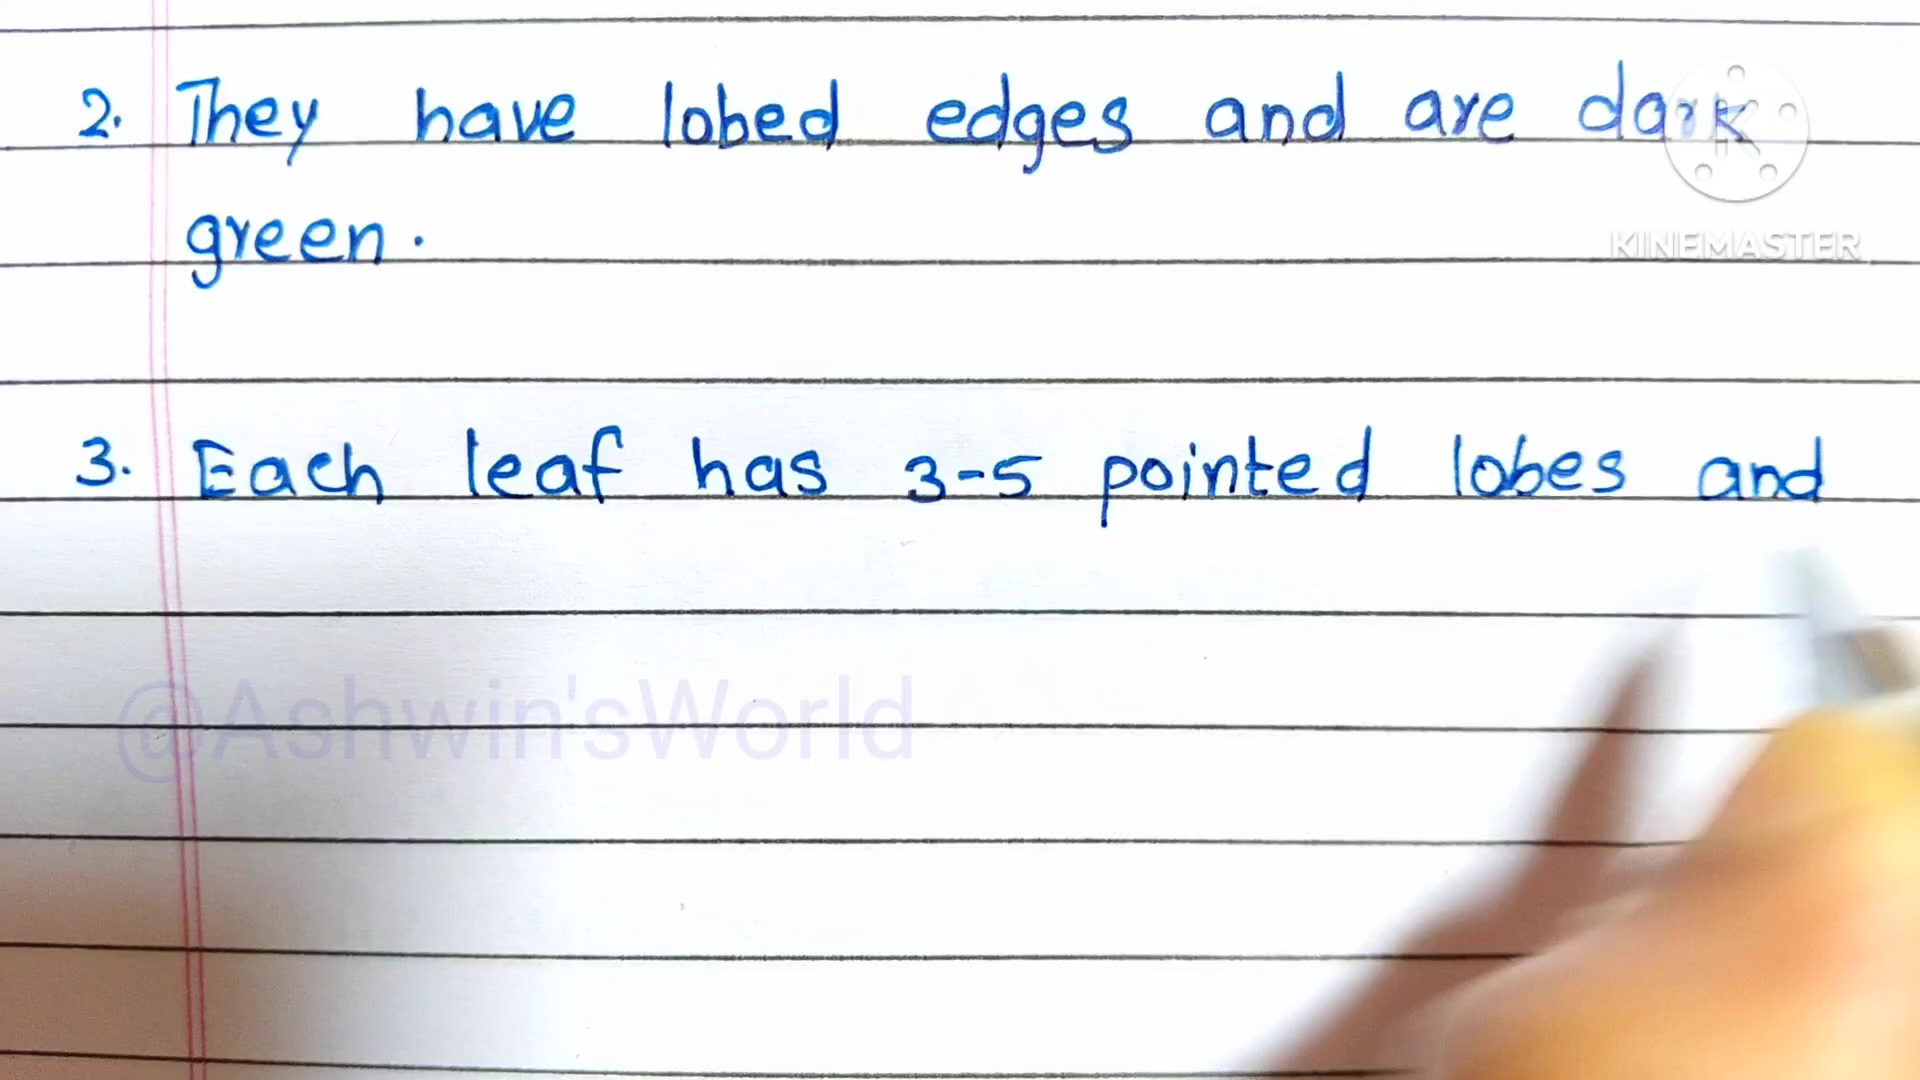 2. They have lobed edges and are dark
KINEMASTER
green.
3. Each leaf has 3-5 pointed lobes and
@Ashwin'sWorld